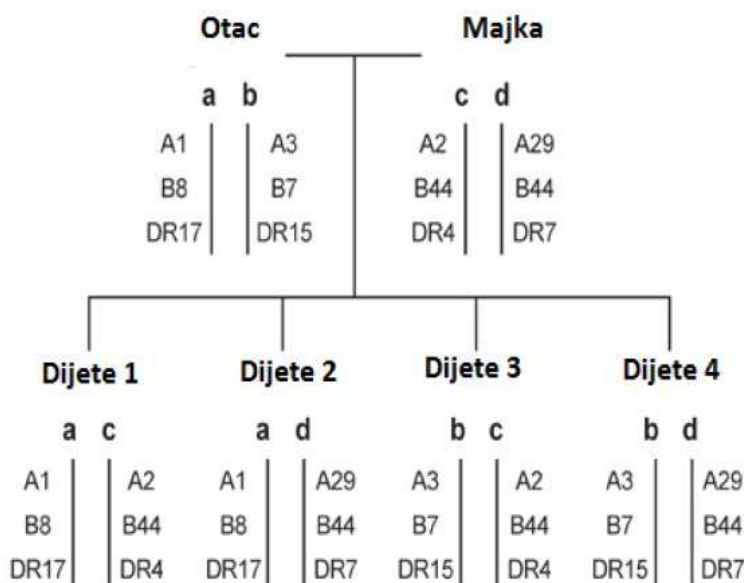 Otac Majka
a b c d
A1 A3 A2 A29
B8 B7 B44 B44
DR17 DR15 DR4 DR7
Dijete 1 Dijete 2 Dijete 3 Dijete 4
a c a d b c b d
A1 A2 A1 A29 A3 A2 A3 A29
B8 B44 B8 B44 B7 B44 B7 B44
DR17 DR4 DR17 DR7 DR15 DR4 DR15 DR7